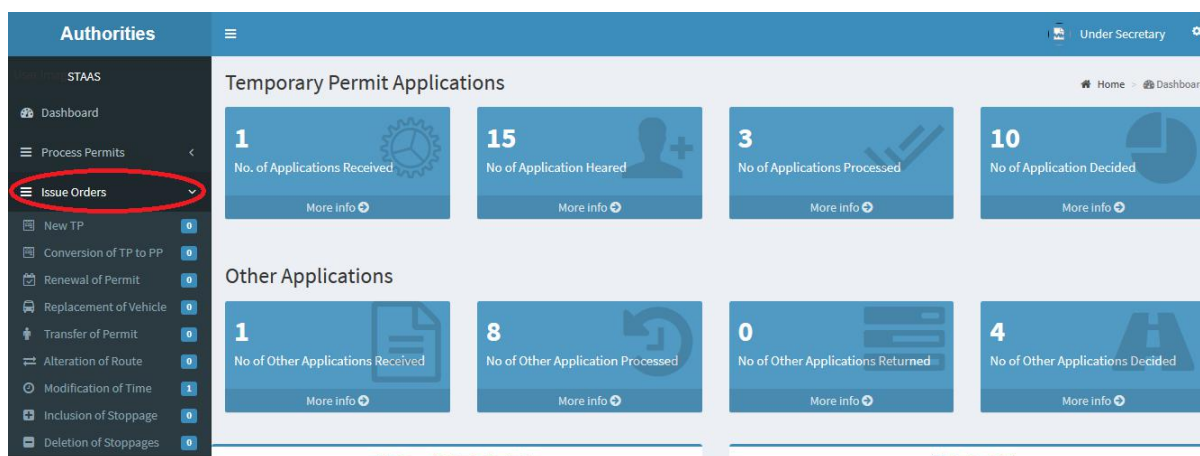 Authorities
Under Secretary
STAAS
Dashboard
Process Permits
Issue Orders
New TP 0
Conversion of TP to PP 0
Renewal of Permit 0
Replacement of Vehicle 0
Transfer of Permit 0
Alteration of Route 0
Modification of Time 1
Inclusion of Stoppage 0
Deletion of Stoppages 0
Temporary Permit Applications
Home > Dashboar
1
No. of Applications Received
More info
15
No of Application Heared
More info
3
No of Applications Processed
More info
10
No of Application Decided
More info
Other Applications
1
No of Other Applications Received
More info
8
No of Other Application Processed
More info
0
No of Other Applications Returned
More info
4
No of Other Applications Decided
More info